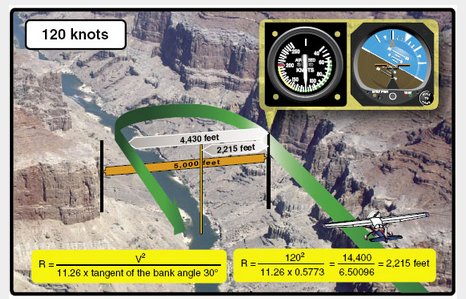 120 knots
4,430 feet
2,215 feet
5,000 feet
R = V² / 11.26 x tangent of the bank angle 30°
R = 120² / 11.26 x 0.5773 = 14,400 / 6.50096 = 2,215 feet
KNOTS